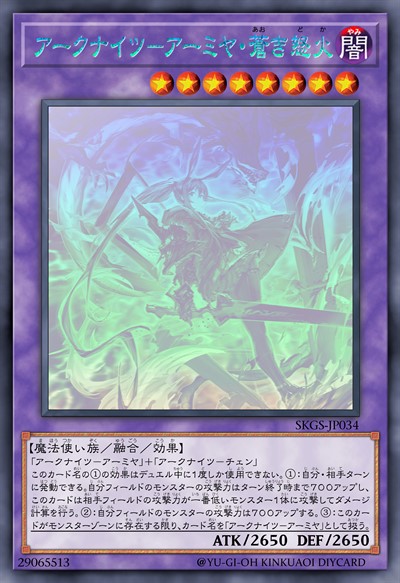 アークナイツーアーミヤ・蒼き怒火
闇
SKGS-JP034
【魔法使い族／融合／効果】
「アークナイツーアーミヤ」＋「アークナイツーチェン」
このカード名の①の効果はデュエル中に1度しか使用できない。①：自分・相手ターン
に発動できる。自分フィールドのモンスターの攻撃力はターン終了時まで700アップし、
このカードは相手フィールドの攻撃力が一番低いモンスター1体に攻撃してダメージ
計算を行う。②：自分フィールドのモンスターの攻撃力は700アップする。③：このカー
ドがモンスターゾーンに存在する限り、カード名を「アークナイツーアーミヤ」として扱う。
ATK/2650 DEF/2650
29065513
@YU-GI-OH KINKUAOI DIYCARD